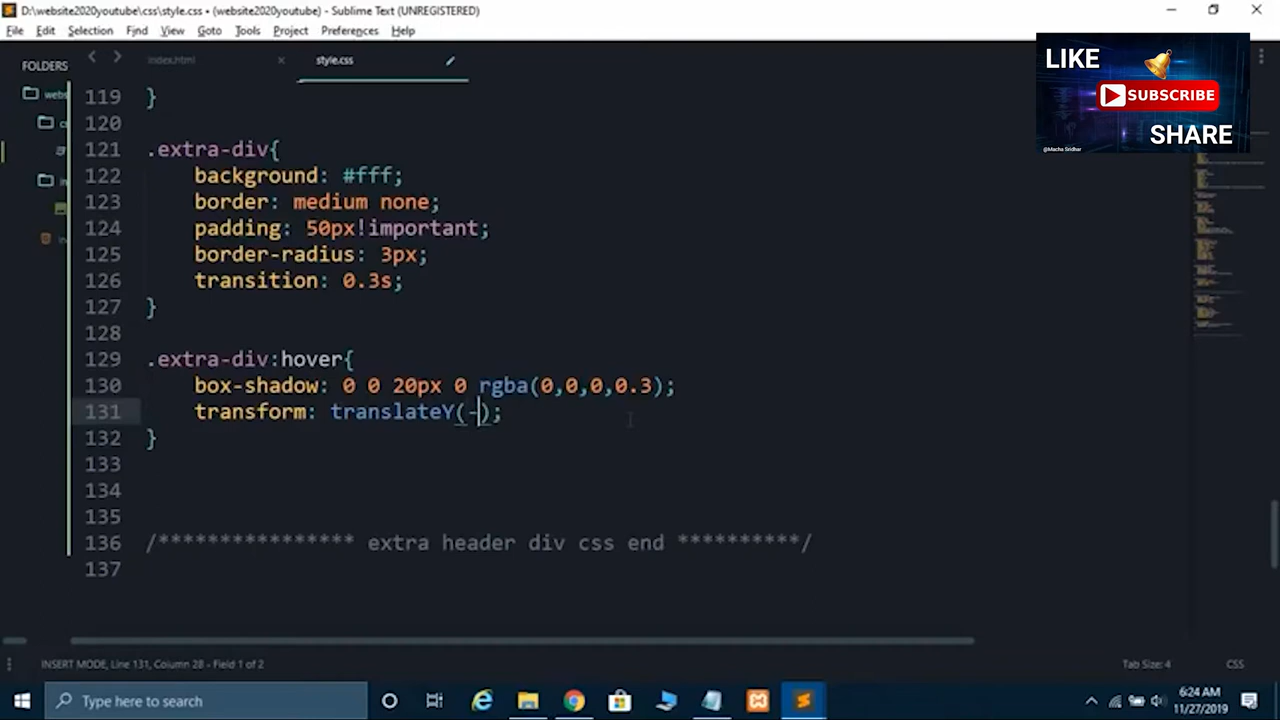 D:\website2020youtube\css\style.css • (website2020youtube) - Sublime Text (UNREGISTERED)
File Edit Selection View Goto Tools Project Preferences Help
FOLDERS
index.html
style.css
LIKE
SUBSCRIBE
SHARE
@Macha Sridhar
119 }
120
121 .extra-div{
122 background: #fff;
123 border: medium none;
124 padding: 50px!important;
125 border-radius: 3px;
126 transition: 0.3s;
127 }
128
129 .extra-div:hover{
130 box-shadow: 0 0 20px 0 rgba(0,0,0,0.3);
131 transform: translateY(-);
132 }
133
134
135
136 /**************** extra header div css end **********/
137
INSERT MODE, Line 131, Column 28 - Field 1 of 2
Tab Size: 4
CSS
Type here to search
6:24 AM
11/27/2019